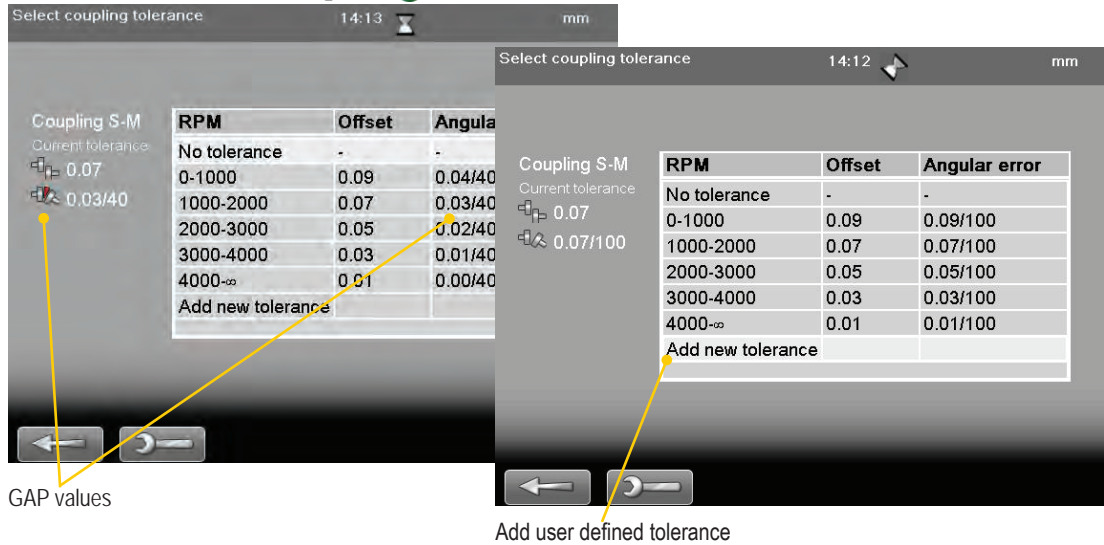 Select coupling tolerance 14:13 mm
Coupling S-M
Current tolerance
0.07
0.03/40
RPM Offset Angula
No tolerance - -
0-1000 0.09 0.04/40
1000-2000 0.07 0.03/40
2000-3000 0.05 0.02/40
3000-4000 0.03 0.01/40
4000-∞ 0.01 0.00/40
Add new tolerance
GAP values
Select coupling tolerance 14:12 mm
Coupling S-M
Current tolerance
0.07
0.07/100
RPM Offset Angular error
No tolerance - -
0-1000 0.09 0.09/100
1000-2000 0.07 0.07/100
2000-3000 0.05 0.05/100
3000-4000 0.03 0.03/100
4000-∞ 0.01 0.01/100
Add new tolerance
Add user defined tolerance